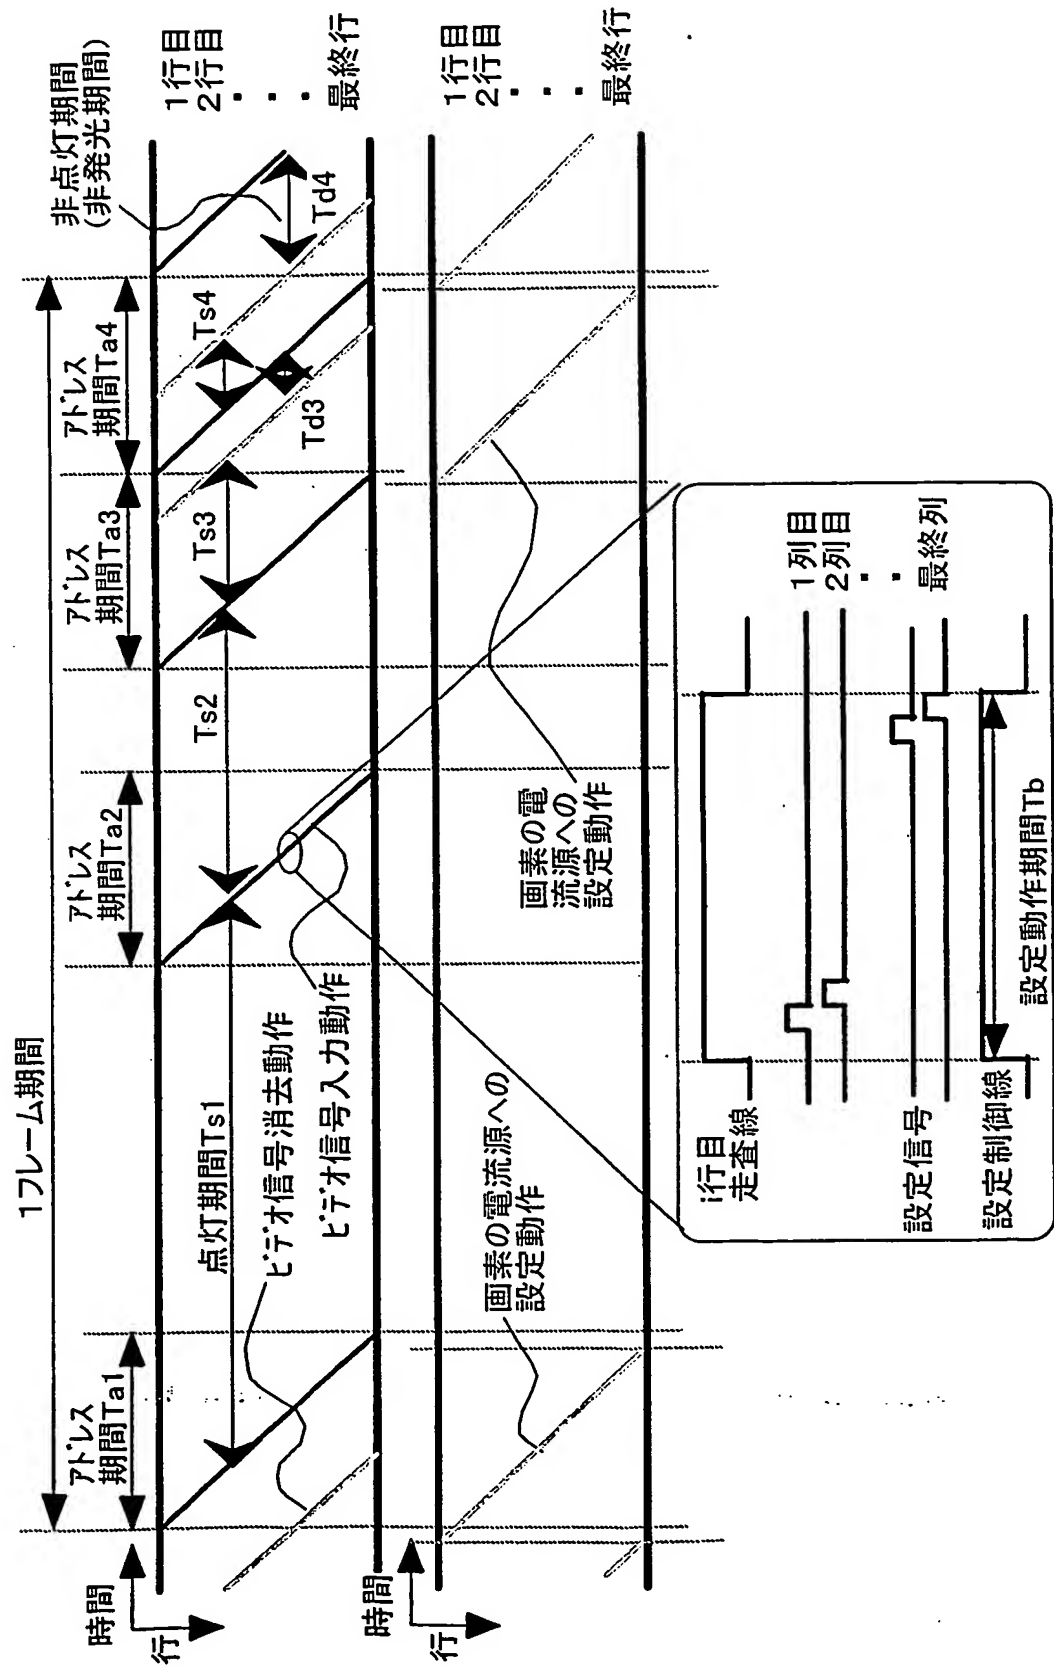 1フレーム期間
アドレス
期間Ta1
アドレス
期間Ta2
アドレス
期間Ta3
アドレス
期間Ta4
非点灯期間
(非発光期間)
時間
行
点灯期間Ts1
Ts2
Ts3
Ts4
Td3
Td4
1行目
2行目
・
・
・
最終行
ビデオ信号消去動作
ビデオ信号入力動作
時間
行
画素の電流源への
設定動作
画素の電
流源への
設定動作
1行目
2行目
・
・
・
最終行
i行目
走査線
設定信号
1列目
2列目
・
・
最終列
設定制御線
設定動作期間Tb